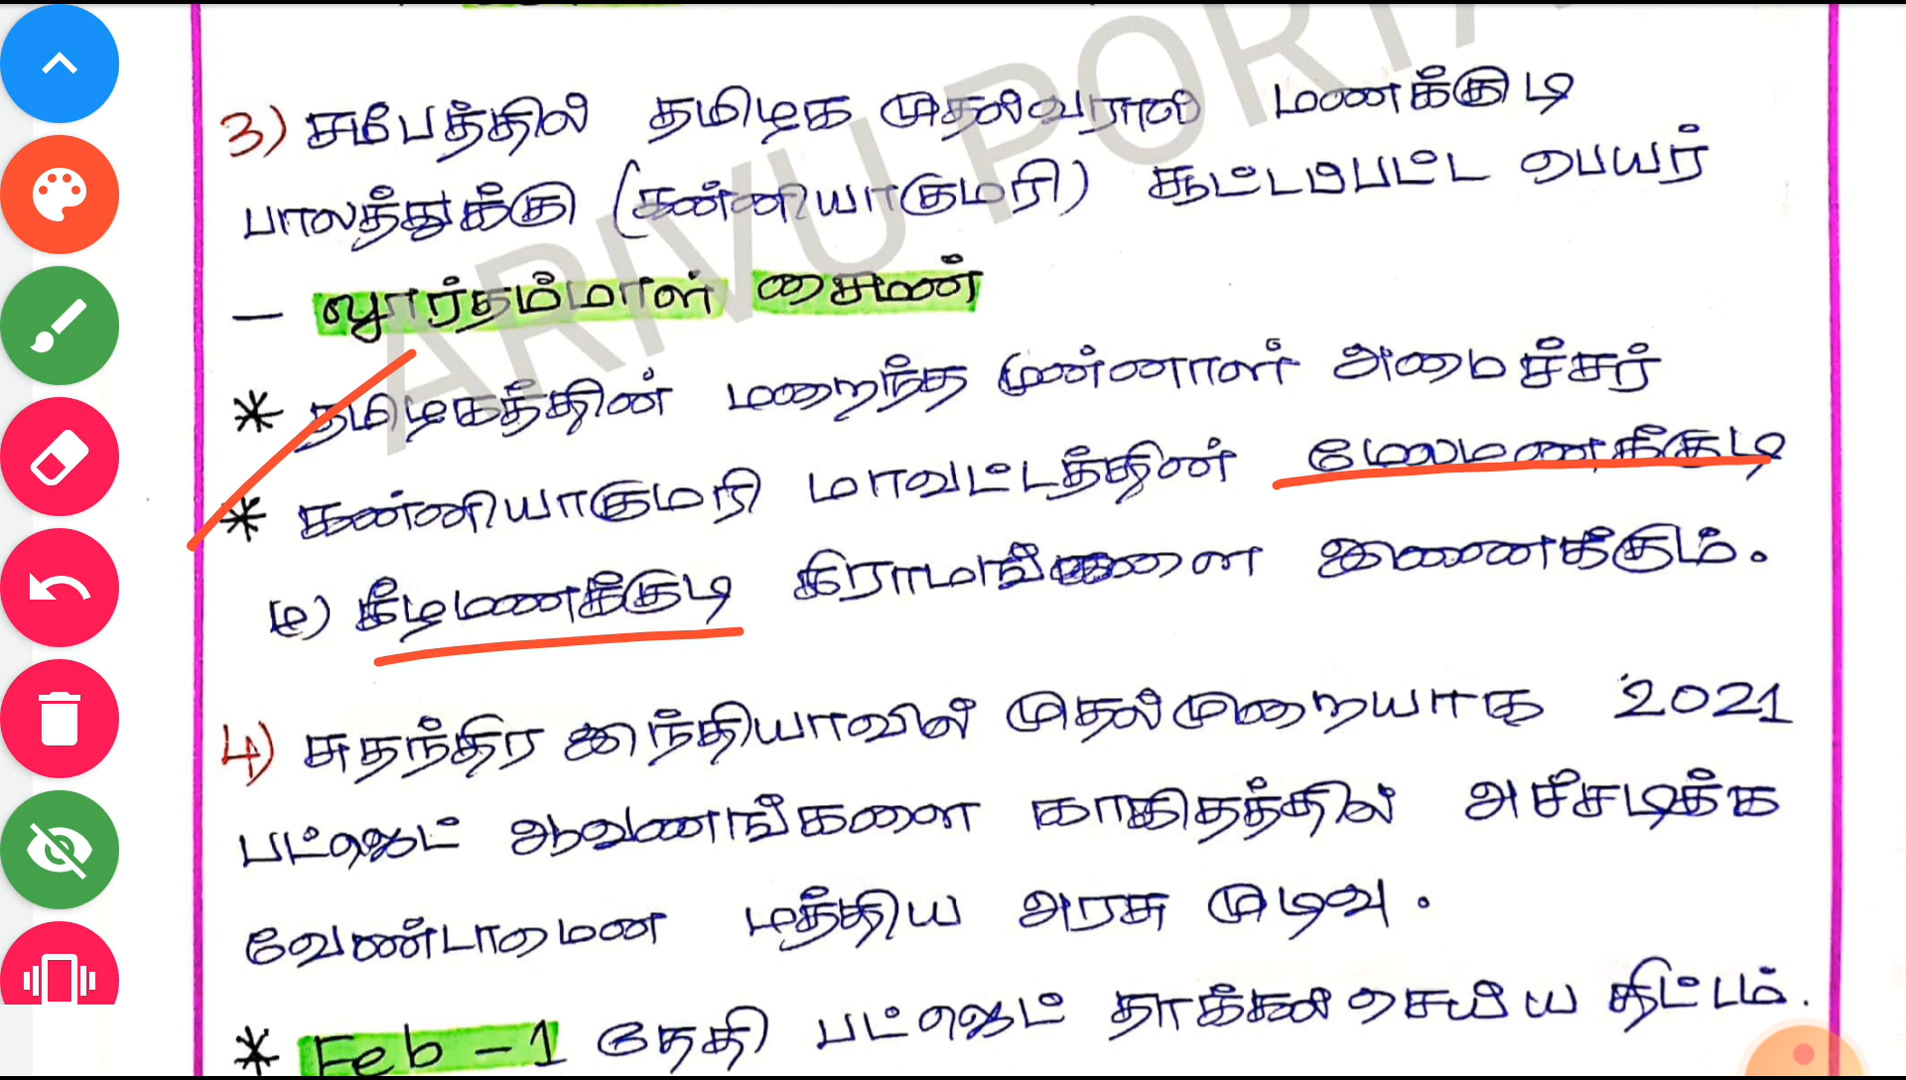 3) சமீபத்தில் தமிழக முதல்வரால் மணக்குடி
பாலத்துக்கு (கன்னியாகுமரி) சூட்டப்பட்ட பெயர்
– லூர்தம்மாள் சைமன்
* தமிழகத்தின் மறைந்த முன்னாள் அமைச்சர்
* கன்னியாகுமரி மாவட்டத்தின் மேலமணக்குடி
(ம) கீழமணக்குடி கிராமங்களை இணைக்கும்.
4) சுதந்திர இந்தியாவில் முதல்முறையாக 2021
பட்ஜெட் ஆவணங்களை காகிதத்தில் அச்சடிக்க
வேண்டாமென மத்திய அரசு முடிவு.
* Feb – 1 தேதி பட்ஜெட் தாக்கல் செய்ய திட்டம்.
ARIVU PORTA